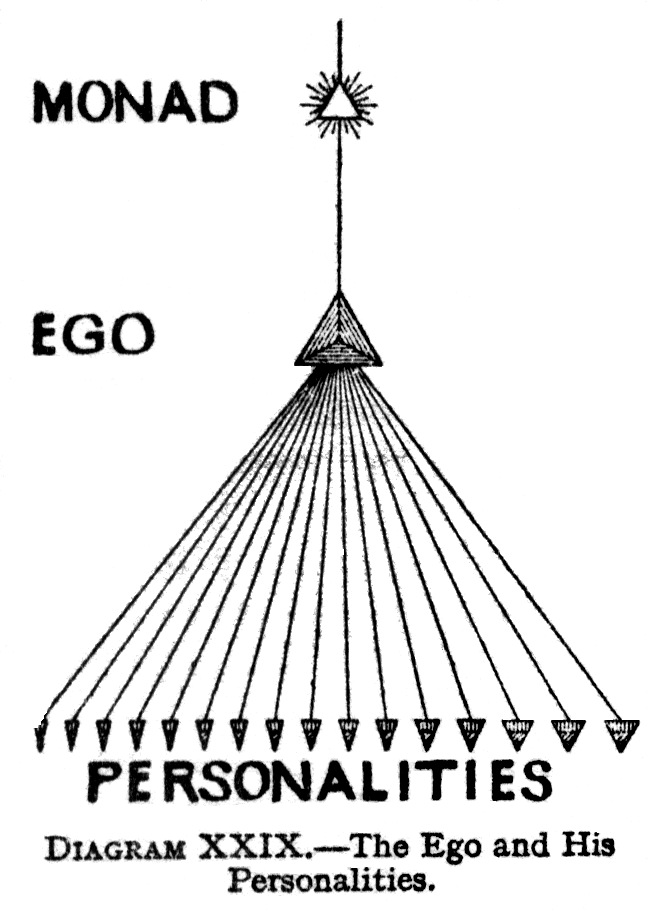 MONAD
EGO
PERSONALITIES
DIAGRAM XXIX.—The Ego and His
Personalities.